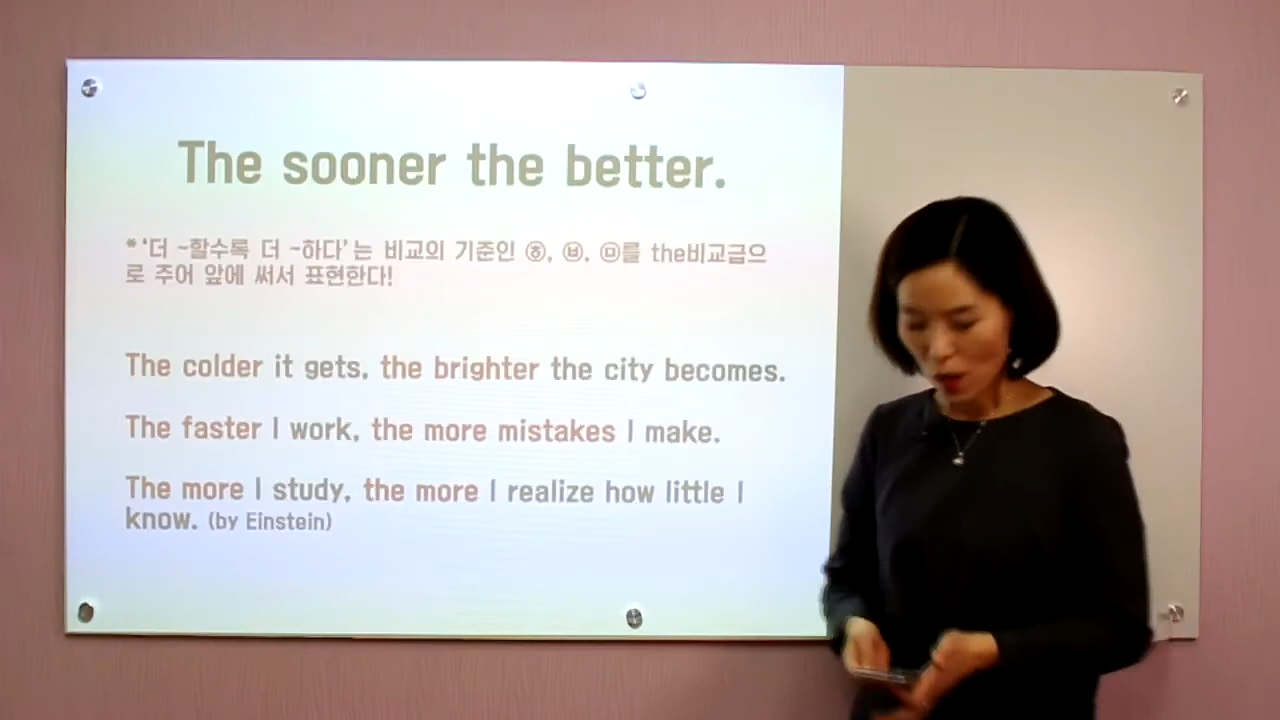 The sooner the better.
*'더 ~할수록 더 ~하다'는 비교의 기준인 ㉻, ㉥, ㉤를 the비교급으
로 주어 앞에 써서 표현한다!
The colder it gets, the brighter the city becomes.
The faster I work, the more mistakes I make.
The more I study, the more I realize how little I
know. (by Einstein)